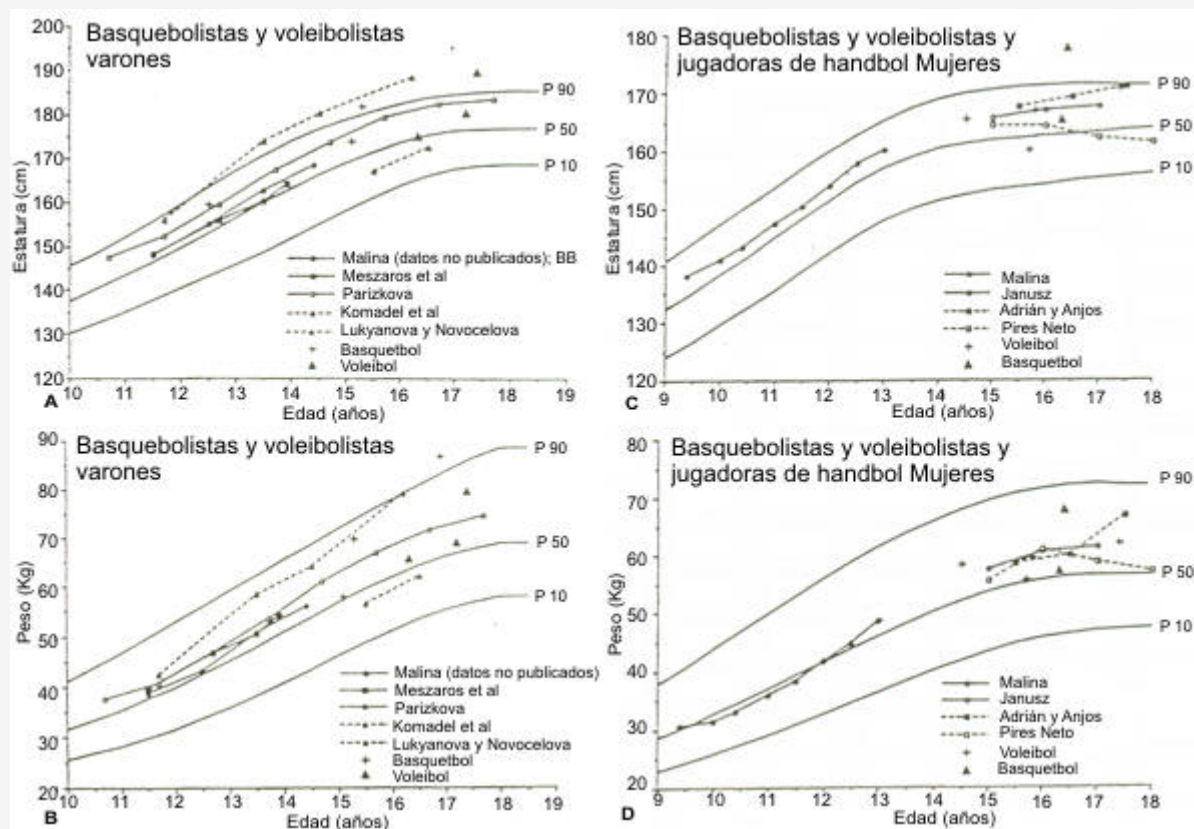 Basquebolistas y voleibolistas
varones
Estatura (cm)
200
190
180
170
160
150
140
130
120
P 90
P 50
P 10
Malina (datos no publicados); BB
Meszaros et al
Parizkova
Komadel et al
Lukyanova y Novocelova
Basquetbol
Voleibol
10 11 12 13 14 15 16 17 18 19
A
Edad (años)
Basquebolistas y voleibolistas y
jugadoras de handbol Mujeres
Estatura (cm)
180
170
160
150
140
130
120
P 90
P 50
P 10
Malina
Janusz
Adrián y Anjos
Pires Neto
Voleibol
Basquetbol
9 10 11 12 13 14 15 16 17 18
C
Edad (años)
Basquebolistas y voleibolistas
varones
Peso (Kg)
90
80
70
60
50
40
30
20
P 90
P 50
P 10
Malina (datos no publicados)
Meszaros et al
Parizkova
Komadel et al
Lukyanova y Novocelova
Basquetbol
Voleibol
10 11 12 13 14 15 16 17 18 19
B
Edad (años)
Basquebolistas y voleibolistas y
jugadoras de handbol Mujeres
Peso (Kg)
80
70
60
50
40
30
20
P 90
P 50
P 10
Malina
Janusz
Adrián y Anjos
Pires Neto
Voleibol
Basquetbol
9 10 11 12 13 14 15 16 17 18
D
Edad (años)